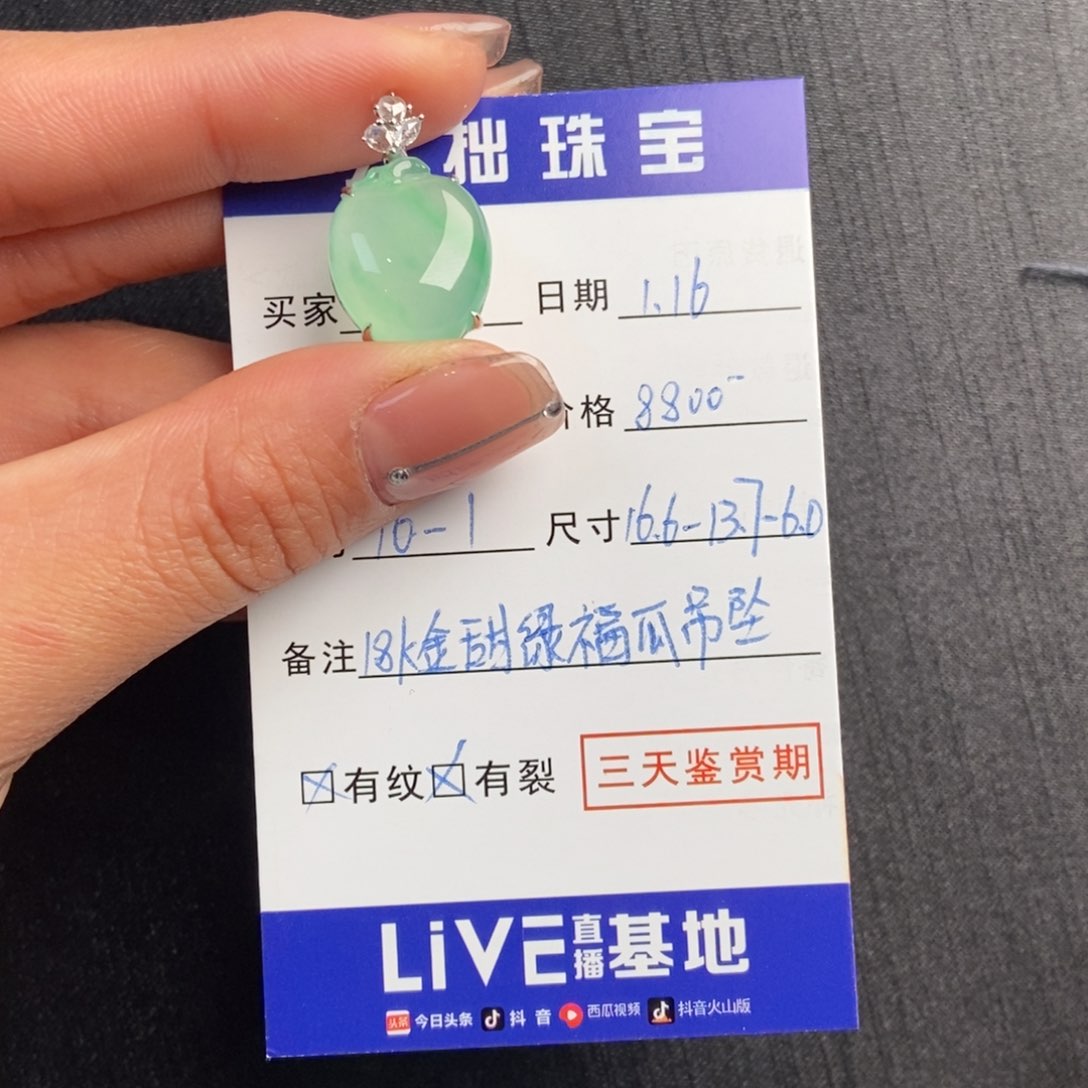 拙珠宝
买家 日期 1.16
价格 8800-
10-1 尺寸 16.6-13.7-6.0
备注 18k金甜绿福瓜吊坠
有纹 有裂 三天鉴赏期
LiVE直播基地
头条 今日头条 抖音 西瓜视频 抖音火山版